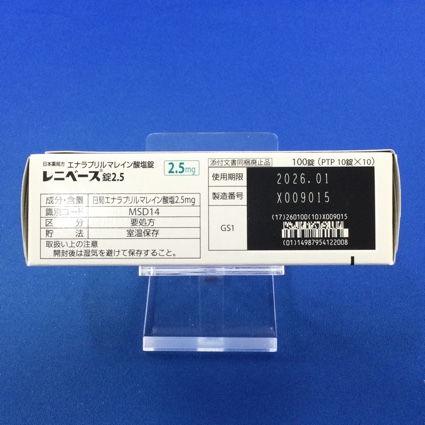 日本薬局方 エナラプリルマレイン酸塩錠
レニベース錠2.5
2.5mg
成分・含量 日局エナラプリルマレイン酸塩2.5mg
識別コード MSD14
区分 要処方
貯法 室温保存
取扱い上の注意
開封後は湿気を避けて保存すること。
添付文書同梱廃止品
100錠 (PTP 10錠×10)
使用期限 2026.01
製造番号 X009015
GS1
(17)260100(10)X009015
(01)14987954122008